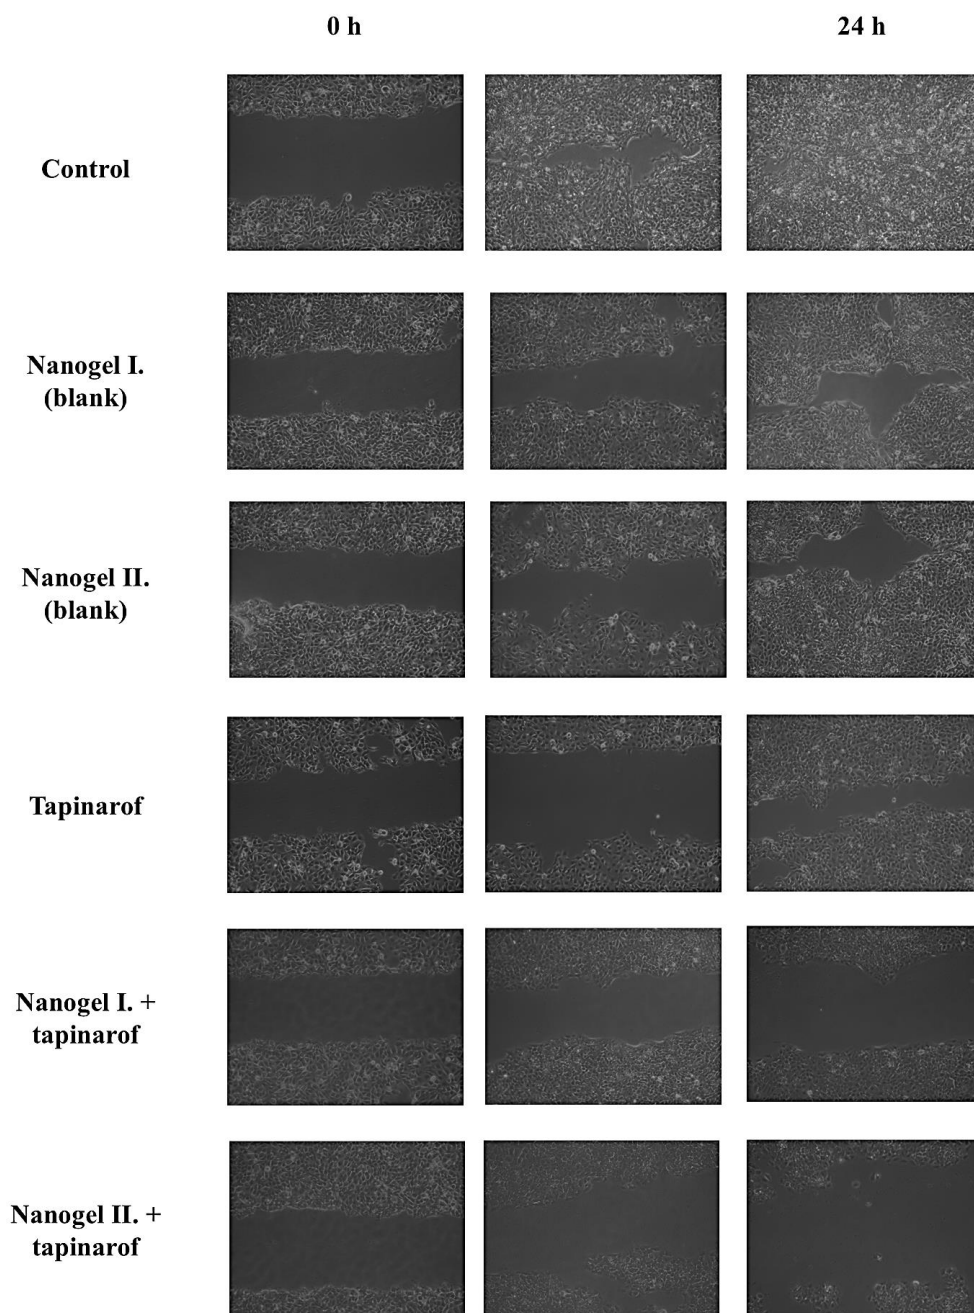 0 h
24 h
Control
Nanogel I.
(blank)
Nanogel II.
(blank)
Tapinarof
Nanogel I. +
tapinarof
Nanogel II. +
tapinarof